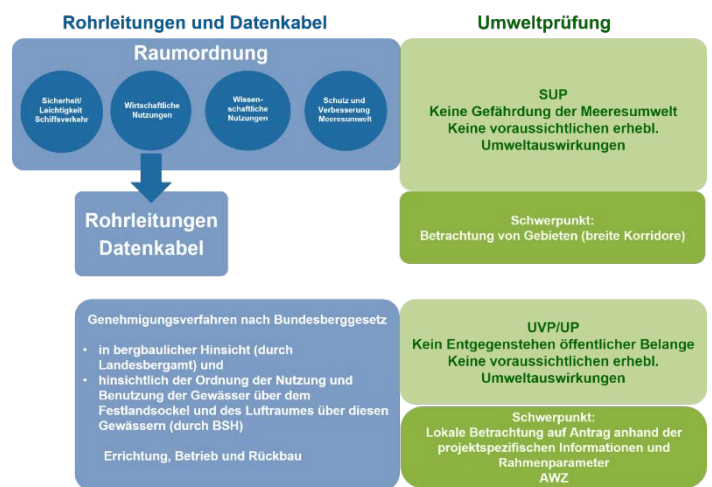 Rohrleitungen und Datenkabel
Umweltprüfung
Raumordnung
Sicherheit/
Leichtigkeit
Schiffsverkehr
Wirtschaftliche
Nutzungen
Wissen-
schaftliche
Nutzungen
Schutz und
Verbesserung
Meeresumwelt
SUP
Keine Gefährdung der Meeresumwelt
Keine voraussichtlichen erhebl.
Umweltauswirkungen
Rohrleitungen
Datenkabel
Schwerpunkt:
Betrachtung von Gebieten (breite Korridore)
Genehmigungsverfahren nach Bundesberggesetz
• in bergbaulicher Hinsicht (durch
Landesbergamt) und
• hinsichtlich der Ordnung der Nutzung und
Benutzung der Gewässer über dem
Festlandsockel und des Luftraumes über diesen
Gewässern (durch BSH)
Errichtung, Betrieb und Rückbau
UVP/UP
Kein Entgegenstehen öffentlicher Belange
Keine voraussichtlichen erhebl.
Umweltauswirkungen
Schwerpunkt:
Lokale Betrachtung auf Antrag anhand der
projektspezifischen Informationen und
Rahmenparameter
AWZ